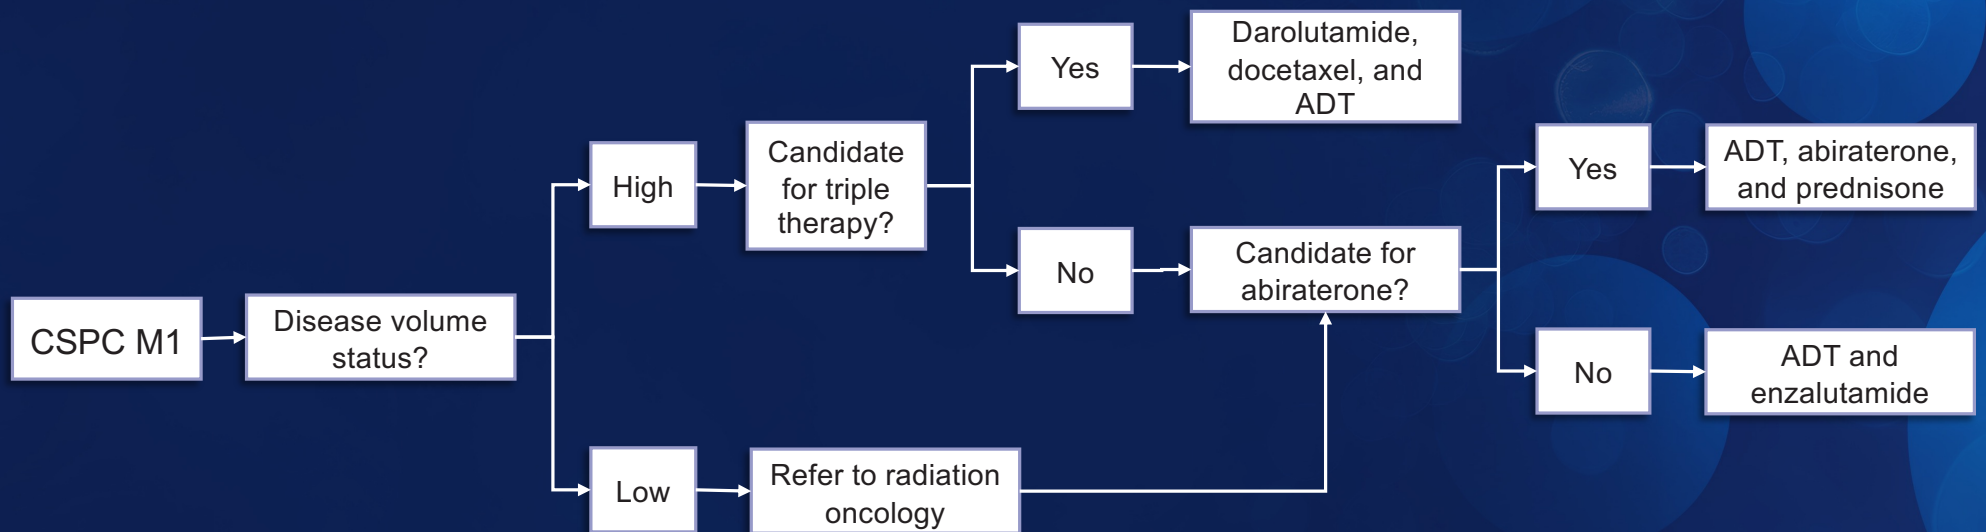 CSPC M1
Disease volume
status?
High
Candidate
for triple
therapy?
Yes
Darolutamide,
docetaxel, and
ADT
No
Candidate for
abiraterone?
Yes
ADT, abiraterone,
and prednisone
No
ADT and
enzalutamide
Low
Refer to radiation
oncology